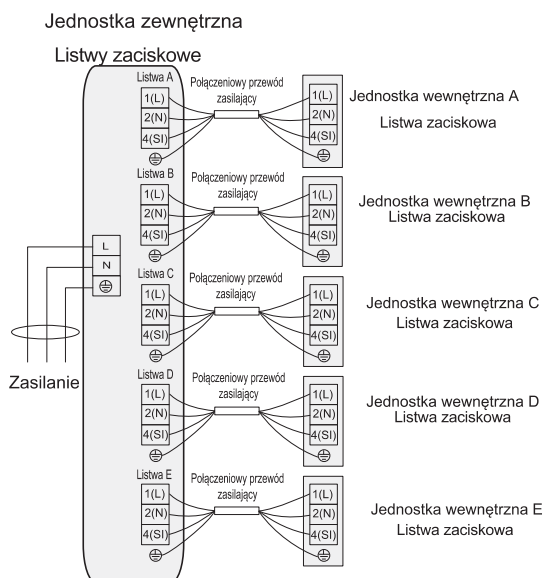 Jednostka zewnętrzna
Listwy zaciskowe
Listwa A
Połączeniowy przewód
zasilający
1(L)
2(N)
4(SI)
1(L)
2(N)
4(SI)
Jednostka wewnętrzna A
Listwa zaciskowa
Listwa B
Połączeniowy przewód
zasilający
1(L)
2(N)
4(SI)
1(L)
2(N)
4(SI)
Jednostka wewnętrzna B
Listwa zaciskowa
L
N
Zasilanie
Listwa C
Połączeniowy przewód
zasilający
1(L)
2(N)
4(SI)
1(L)
2(N)
4(SI)
Jednostka wewnętrzna C
Listwa zaciskowa
Listwa D
Połączeniowy przewód
zasilający
1(L)
2(N)
4(SI)
1(L)
2(N)
4(SI)
Jednostka wewnętrzna D
Listwa zaciskowa
Listwa E
Połączeniowy przewód
zasilający
1(L)
2(N)
4(SI)
1(L)
2(N)
4(SI)
Jednostka wewnętrzna E
Listwa zaciskowa